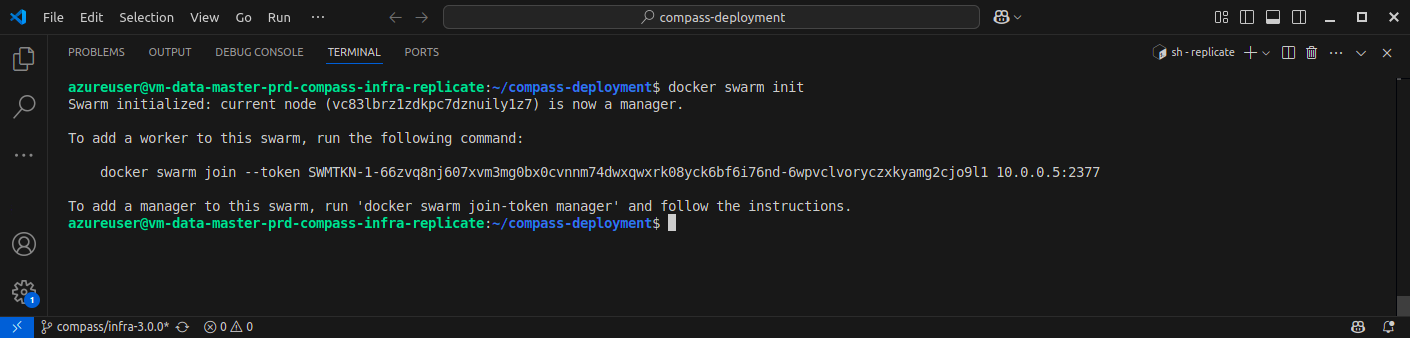 File Edit Selection View Go Run ··· compass-deployment
PROBLEMS OUTPUT DEBUG CONSOLE TERMINAL PORTS sh - replicate
azureuser@vm-data-master-prd-compass-infra-replicate:~/compass-deployment$ docker swarm init
Swarm initialized: current node (vc83lbrz1zdkpc7dznuily1z7) is now a manager.
To add a worker to this swarm, run the following command:
docker swarm join --token SWMTKN-1-66zvq8nj607xvm3mg0bx0cvnnm74dwxqwxrk08yck6bf6i76nd-6wpvclvoryczxkyamg2cjo9l1 10.0.0.5:2377
To add a manager to this swarm, run 'docker swarm join-token manager' and follow the instructions.
azureuser@vm-data-master-prd-compass-infra-replicate:~/compass-deployment$
1
compass/infra-3.0.0* 0 0